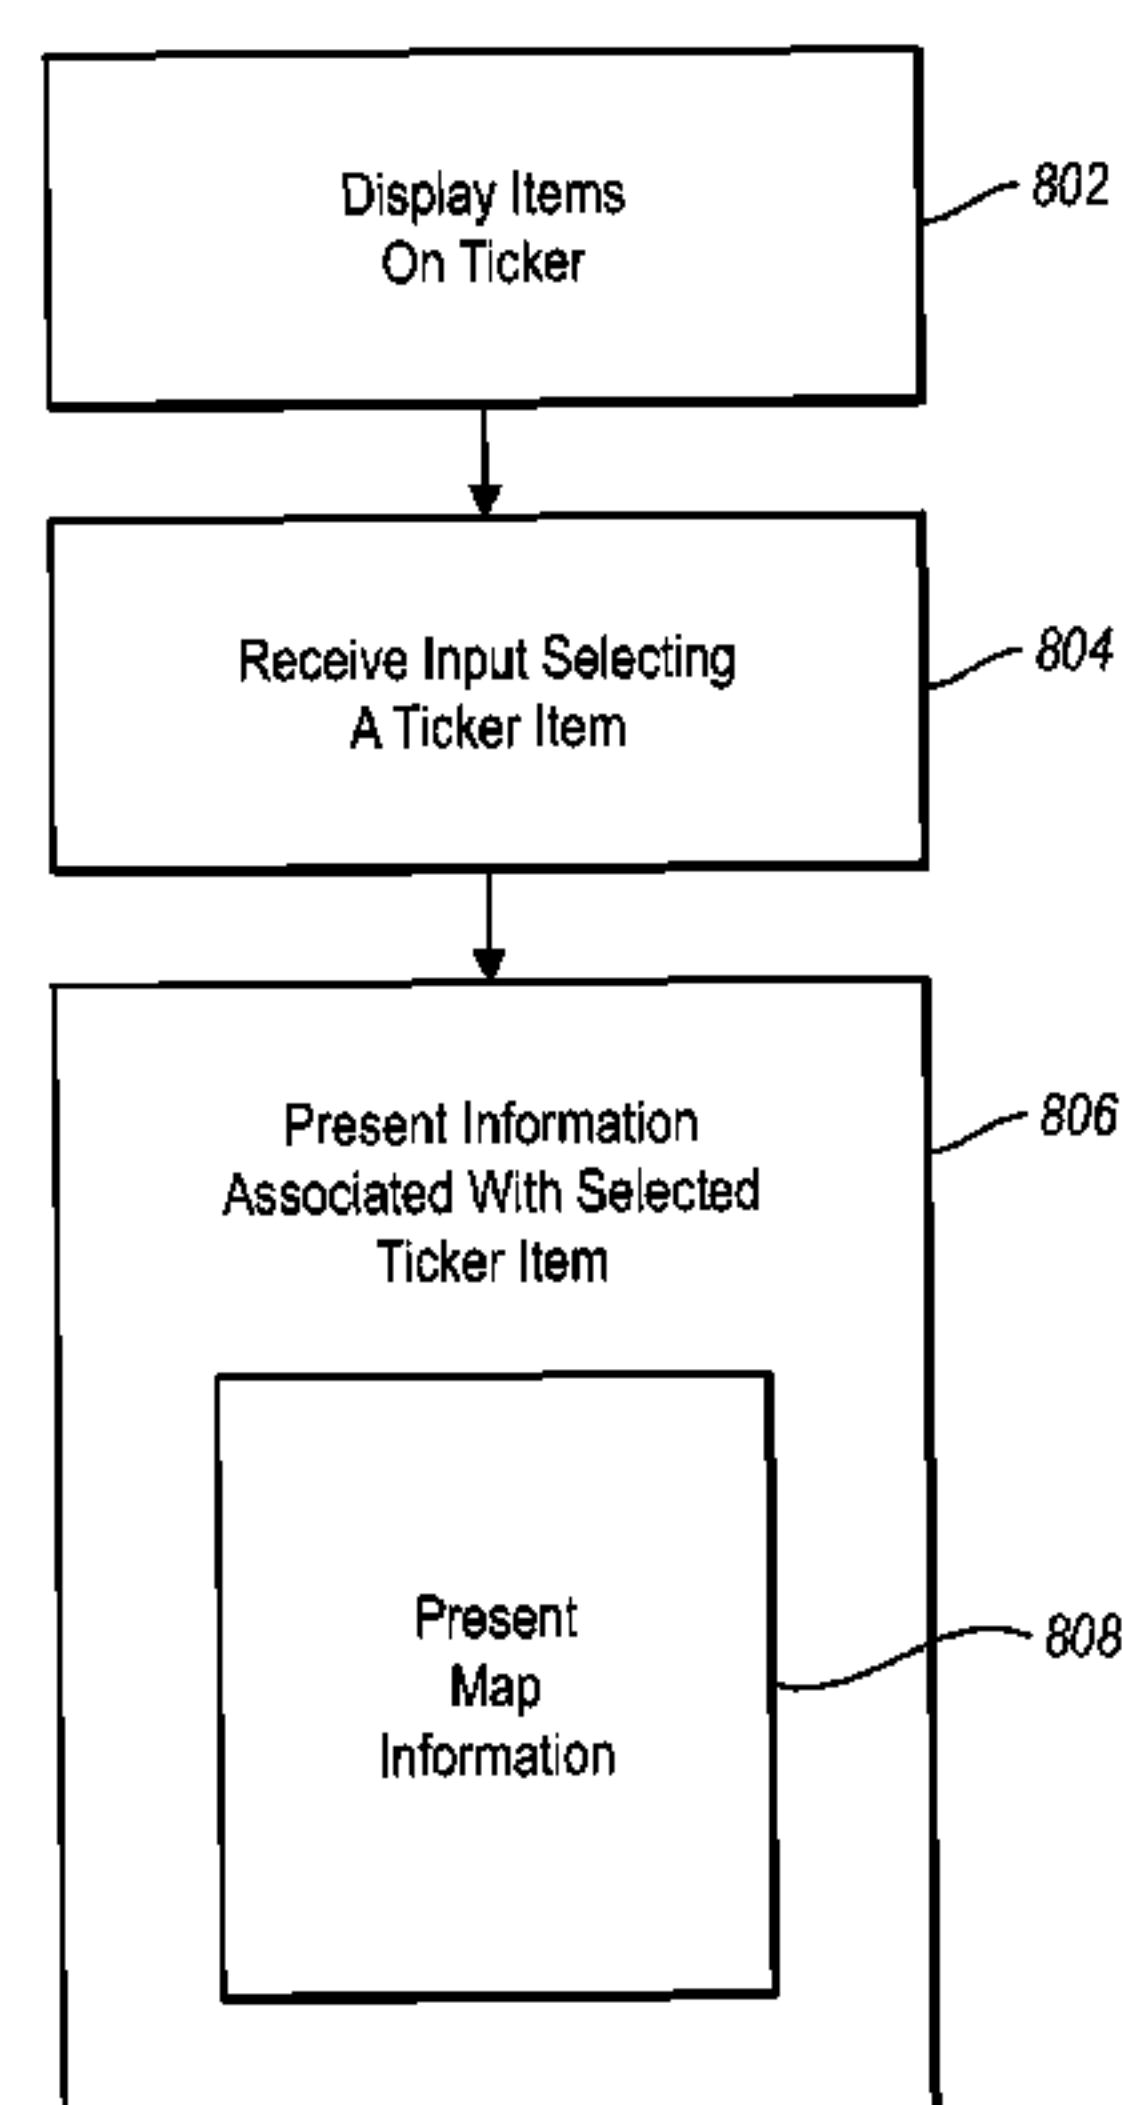 Display Items
On Ticker
802
Receive Input Selecting
A Ticker Item
804
Present Information
Associated With Selected
Ticker Item
806
Present
Map
Information
808